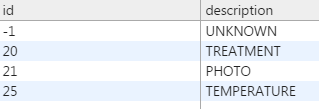 id description
-1 UNKNOWN
20 TREATMENT
21 PHOTO
25 TEMPERATURE